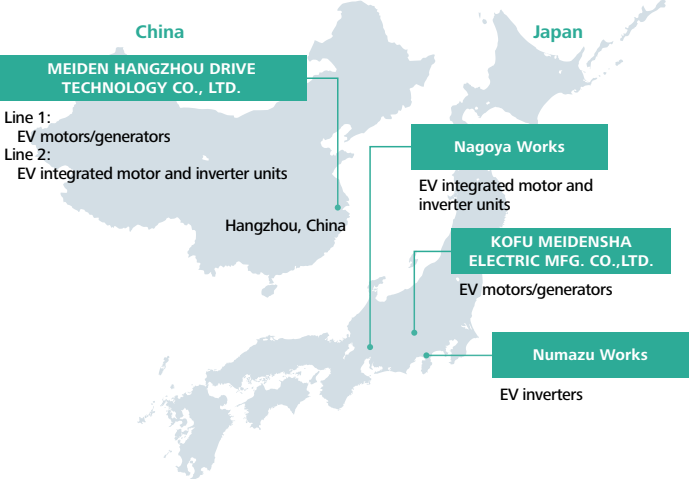 China
Japan
MEIDEN HANGZHOU DRIVE
TECHNOLOGY CO., LTD.
Line 1:
EV motors/generators
Line 2:
EV integrated motor and inverter units
Hangzhou, China
Nagoya Works
EV integrated motor and
inverter units
KOFU MEIDENSHA
ELECTRIC MFG. CO.,LTD.
EV motors/generators
Numazu Works
EV inverters